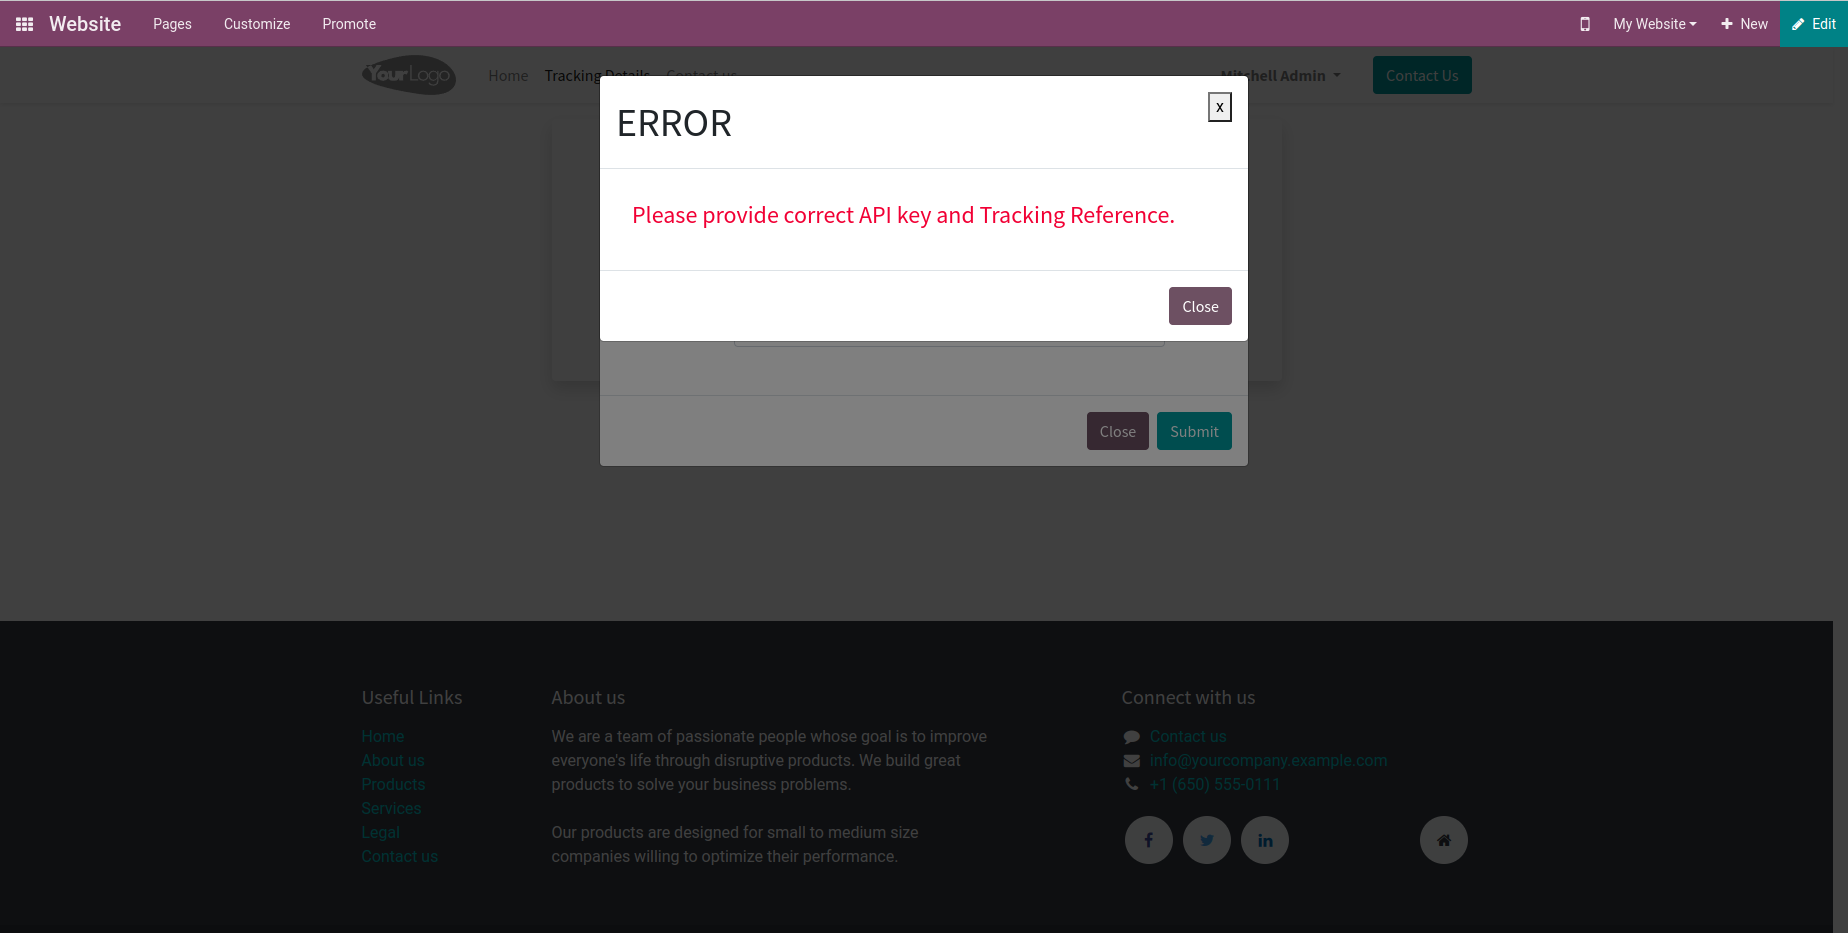 Website Pages Customize Promote My Website New Edit
YourLogo Home Tracking Details Contact us Mitchell Admin Contact Us
ERROR x
Please provide correct API key and Tracking Reference.
Close
Close Submit
Useful Links
Home
About us
Products
Services
Legal
Contact us
About us
We are a team of passionate people whose goal is to improve
everyone's life through disruptive products. We build great
products to solve your business problems.
Our products are designed for small to medium size
companies willing to optimize their performance.
Connect with us
Contact us
info@yourcompany.example.com
+1 (650) 555-0111